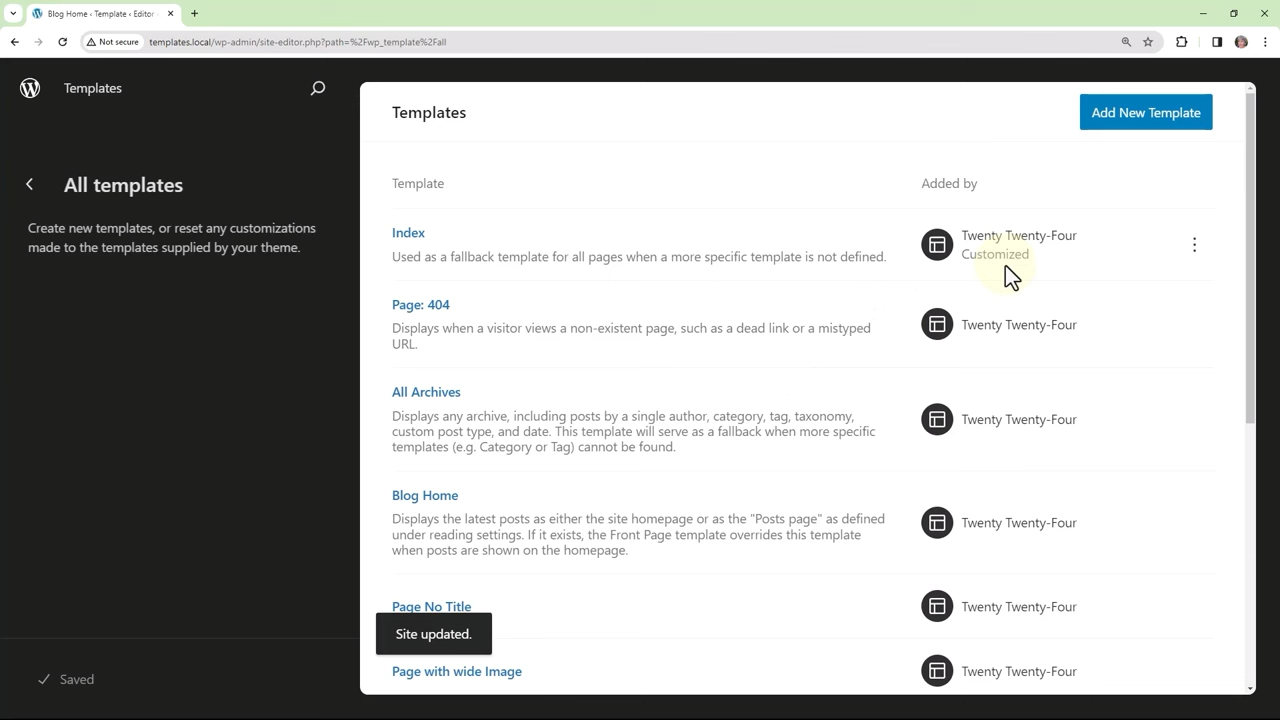 Blog Home ‹ Template ‹ Editor
Not secure
templates.local/wp-admin/site-editor.php?path=%2Fwp_template%2Fall
Templates
All templates
Create new templates, or reset any customizations
made to the templates supplied by your theme.
Saved
Templates
Add New Template
Template
Added by
Index
Used as a fallback template for all pages when a more specific template is not defined.
Twenty Twenty-Four
Customized
Page: 404
Displays when a visitor views a non-existent page, such as a dead link or a mistyped
URL.
Twenty Twenty-Four
All Archives
Displays any archive, including posts by a single author, category, tag, taxonomy,
custom post type, and date. This template will serve as a fallback when more specific
templates (e.g. Category or Tag) cannot be found.
Twenty Twenty-Four
Blog Home
Displays the latest posts as either the site homepage or as the "Posts page" as defined
under reading settings. If it exists, the Front Page template overrides this template
when posts are shown on the homepage.
Twenty Twenty-Four
Page No Title
Twenty Twenty-Four
Site updated.
Page with wide Image
Twenty Twenty-Four